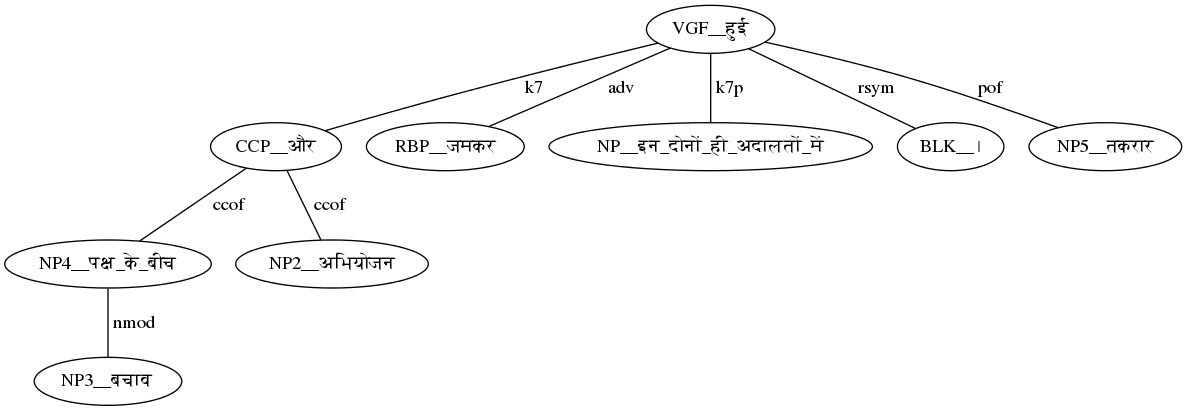 VGF__हुई
k7 adv k7p rsym pof
CCP__और RBP__जमकर NP__इन_दोनों_ही_अदालतों_में BLK__। NP5__तकरार
ccof ccof
NP4__पक्ष_के_बीच NP2__अभियोजन
nmod
NP3__बचाव